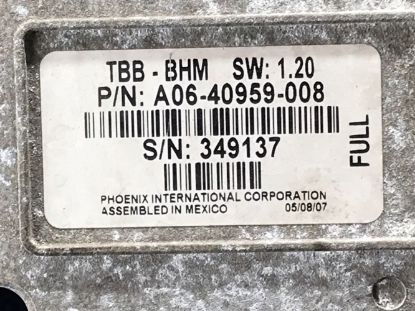 TBB - BHM SW: 1.20
P/N: A06-40959-008
S/N: 349137
FULL
PHOENIX INTERNATIONAL CORPORATION
ASSEMBLED IN MEXICO 05/08/07